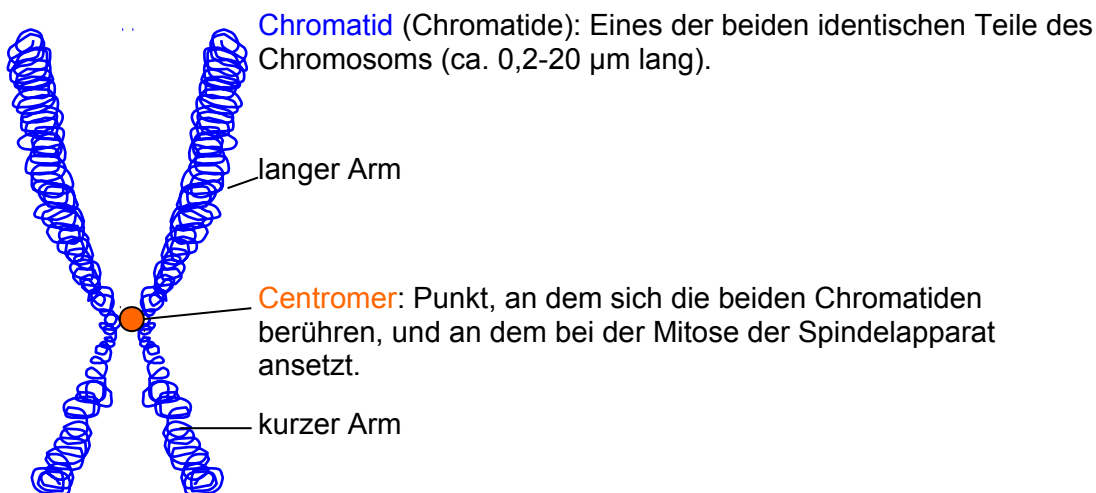 Chromatid (Chromatide): Eines der beiden identischen Teile des
Chromosoms (ca. 0,2-20 µm lang).
langer Arm
Centromer: Punkt, an dem sich die beiden Chromatiden
berühren, und an dem bei der Mitose der Spindelapparat
ansetzt.
kurzer Arm